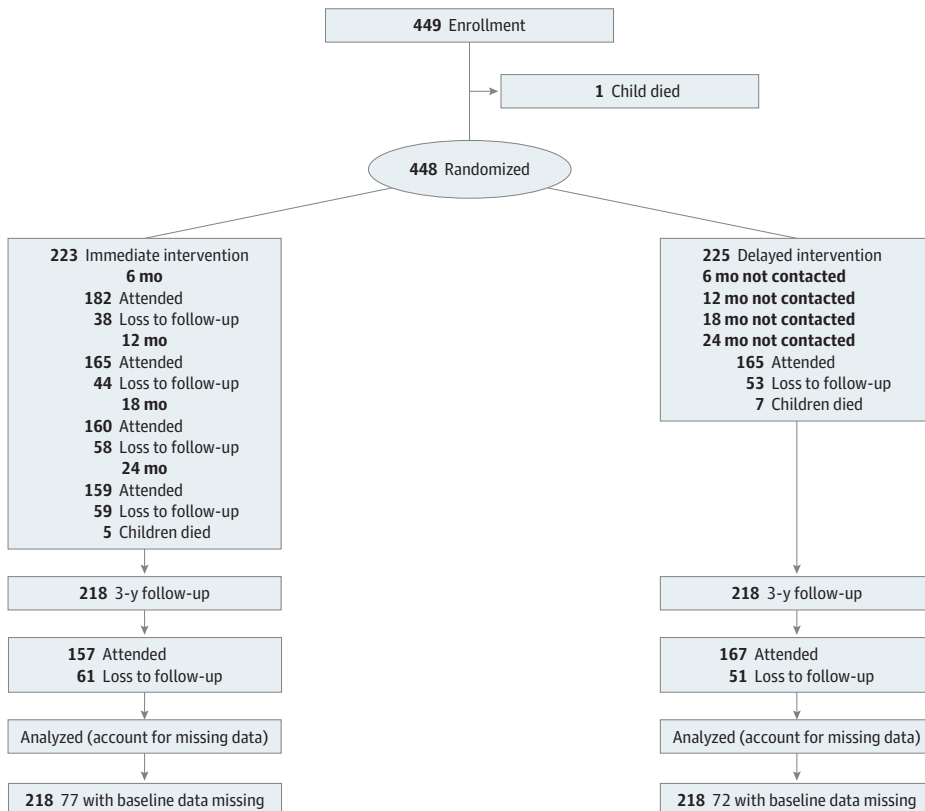 449 Enrollment
1 Child died
448 Randomized
223 Immediate intervention
6 mo
182 Attended
38 Loss to follow-up
12 mo
165 Attended
44 Loss to follow-up
18 mo
160 Attended
58 Loss to follow-up
24 mo
159 Attended
59 Loss to follow-up
5 Children died
225 Delayed intervention
6 mo not contacted
12 mo not contacted
18 mo not contacted
24 mo not contacted
165 Attended
53 Loss to follow-up
7 Children died
218 3-y follow-up
218 3-y follow-up
157 Attended
61 Loss to follow-up
167 Attended
51 Loss to follow-up
Analyzed (account for missing data)
Analyzed (account for missing data)
218 77 with baseline data missing
218 72 with baseline data missing